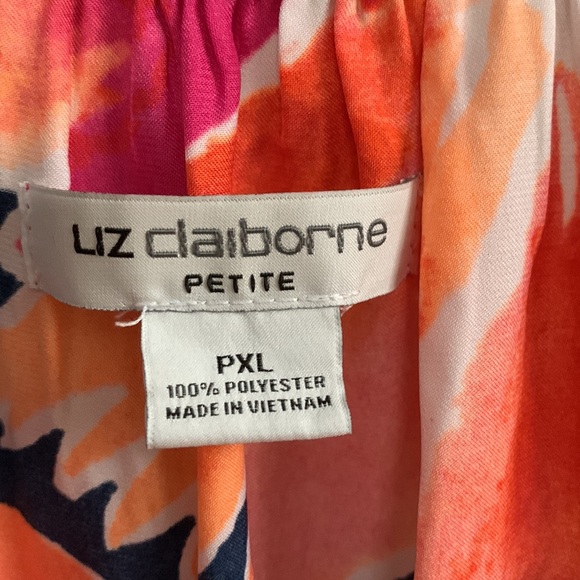 LIZ claiborne
PETITE
PXL
100% POLYESTER
MADE IN VIETNAM